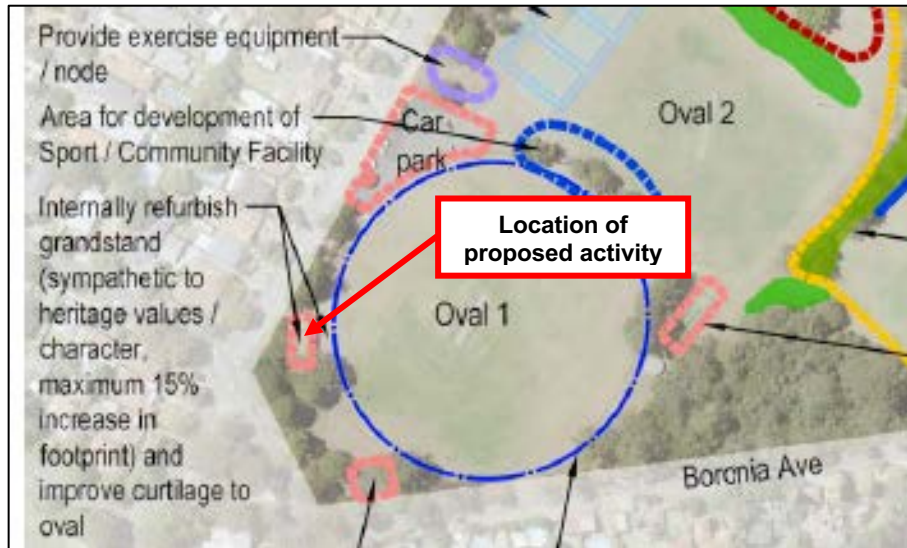 Provide exercise equipment
/ node
Area for development of
Sport / Community Facility
Internally refurbish
grandstand
(sympathetic to
heritage values /
character,
maximum 15%
increase in
footprint) and
improve curtilage to
oval
Car
park
Oval 2
Location of
proposed activity
Oval 1
Boronia Ave